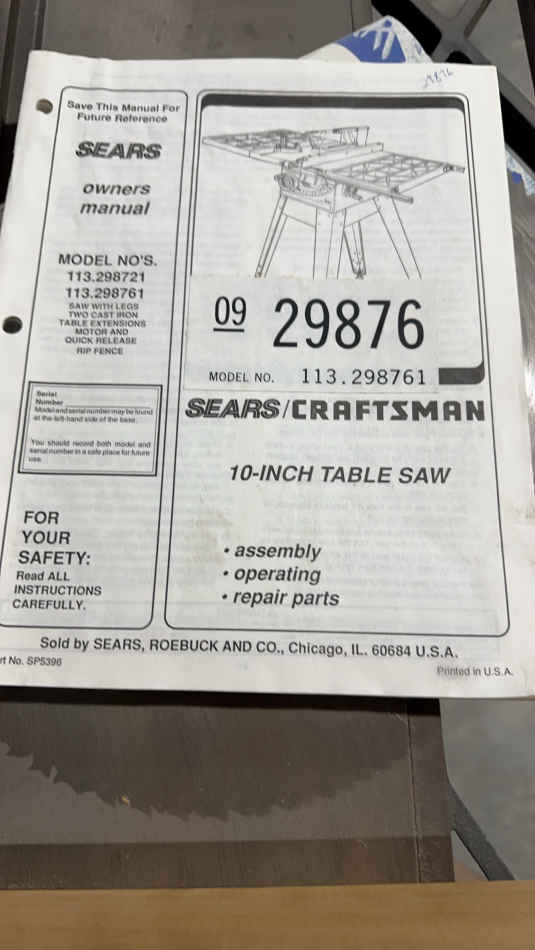 29876
Save This Manual For
Future Reference
SEARS
owners
manual
MODEL NO'S.
113.298721
113.298761
SAW WITH LEGS
TWO CAST IRON
TABLE EXTENSIONS
MOTOR AND
QUICK RELEASE
RIP FENCE
Serial
Number
Model and serial number may be found
at the left-hand side of the base.
You should record both model and
serial number in a safe place for future
use.
FOR
YOUR
SAFETY:
Read ALL
INSTRUCTIONS
CAREFULLY.
09 29876
MODEL NO. 113.298761
SEARS/CRAFTSMAN
10-INCH TABLE SAW
• assembly
• operating
• repair parts
Sold by SEARS, ROEBUCK AND CO., Chicago, IL. 60684 U.S.A.
rt No. SP5396
Printed in U.S.A.